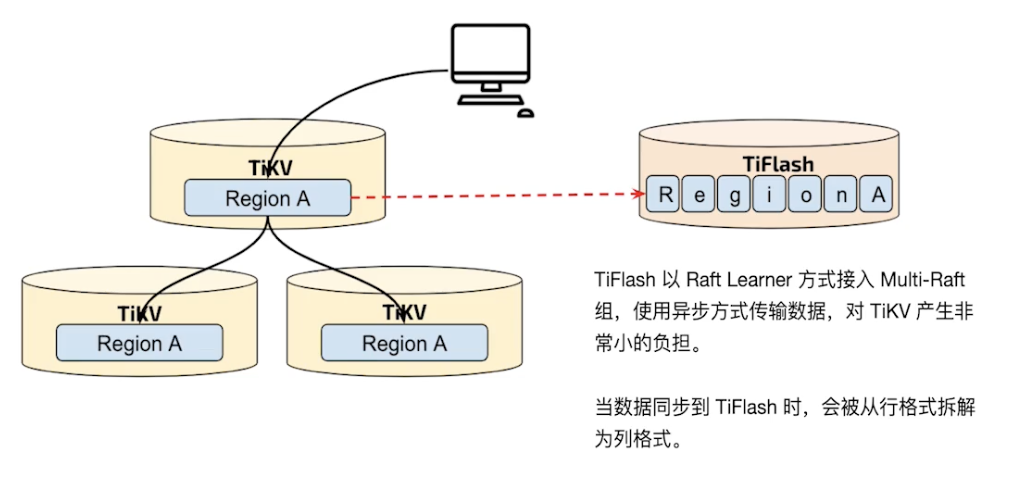 TiKV
Region A
TiFlash
R e g i o n A
TiKV
Region A
TiKV
Region A
TiFlash 以 Raft Learner 方式接入 Multi-Raft
组，使用异步方式传输数据，对 TiKV 产生非
常小的负担。
当数据同步到 TiFlash 时，会被从行格式拆解
为列格式。